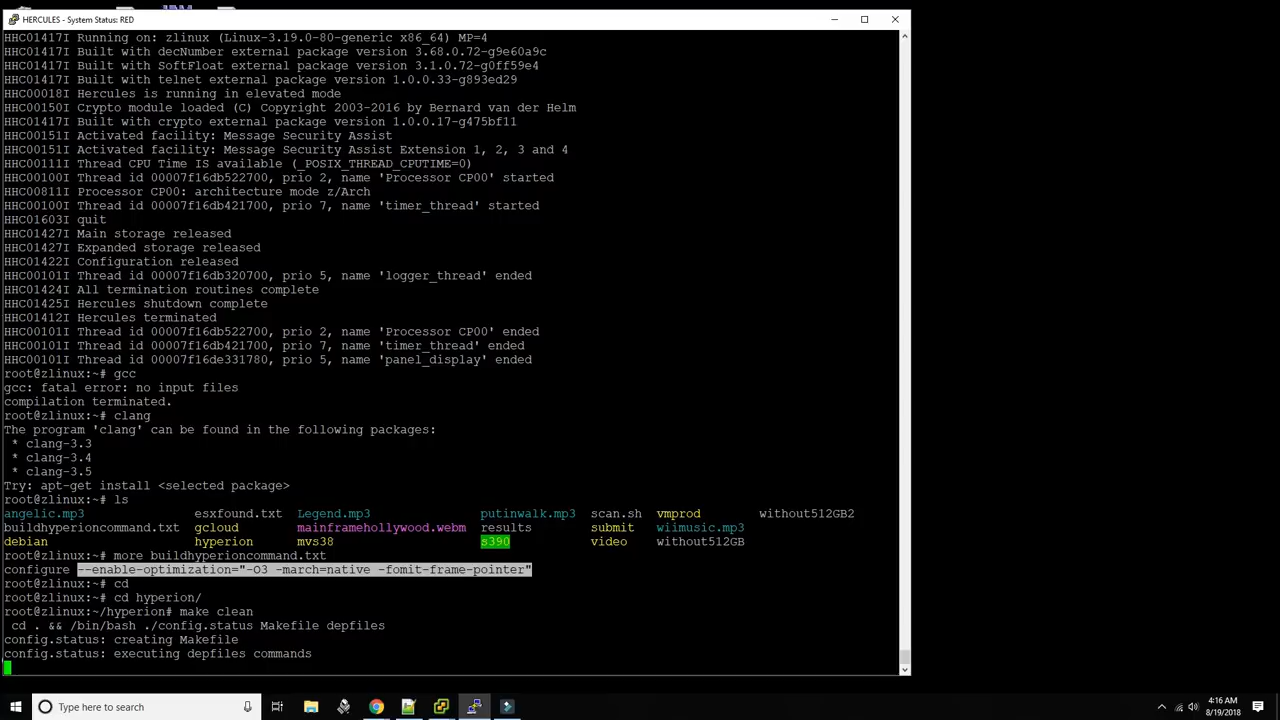 HERCULES - System Status: RED
HHC01417I Running on: zlinux (Linux-3.19.0-80-generic x86_64) MP=4
HHC01417I Built with decNumber external package version 3.68.0.72-g9e60a9c
HHC01417I Built with SoftFloat external package version 3.1.0.72-g0ff59e4
HHC01417I Built with telnet external package version 1.0.0.33-g893ed29
HHC00018I Hercules is running in elevated mode
HHC00150I Crypto module loaded (C) Copyright 2003-2016 by Bernard van der Helm
HHC01417I Built with crypto external package version 1.0.0.17-g475bf11
HHC00151I Activated facility: Message Security Assist
HHC00151I Activated facility: Message Security Assist Extension 1, 2, 3 and 4
HHC00111I Thread CPU Time IS available (_POSIX_THREAD_CPUTIME=0)
HHC00100I Thread id 00007f16db522700, prio 2, name 'Processor CP00' started
HHC00811I Processor CP00: architecture mode z/Arch
HHC00100I Thread id 00007f16db421700, prio 7, name 'timer_thread' started
HHC01603I quit
HHC01427I Main storage released
HHC01427I Expanded storage released
HHC01422I Configuration released
HHC00101I Thread id 00007f16db320700, prio 5, name 'logger_thread' ended
HHC01424I All termination routines complete
HHC01425I Hercules shutdown complete
HHC01412I Hercules terminated
HHC00101I Thread id 00007f16db522700, prio 2, name 'Processor CP00' ended
HHC00101I Thread id 00007f16db421700, prio 7, name 'timer_thread' ended
HHC00101I Thread id 00007f16de331780, prio 5, name 'panel_display' ended
root@zlinux:~# gcc
gcc: fatal error: no input files
compilation terminated.
root@zlinux:~# clang
The program 'clang' can be found in the following packages:
* clang-3.3
* clang-3.4
* clang-3.5
Try: apt-get install <selected package>
root@zlinux:~# ls
angelic.mp3 esxfound.txt Legend.mp3 putinwalk.mp3 scan.sh vmprod without512GB2
buildhyperioncommand.txt gcloud mainframehollywood.webm results submit wiimusic.mp3
debian hyperion mvs38 s390 video without512GB
root@zlinux:~# more buildhyperioncommand.txt
configure --enable-optimization="-O3 -march=native -fomit-frame-pointer"
root@zlinux:~# cd
root@zlinux:~# cd hyperion/
root@zlinux:~/hyperion# make clean
cd . && /bin/bash ./config.status Makefile depfiles
config.status: creating Makefile
config.status: executing depfiles commands
Type here to search
4:16 AM
8/19/2018